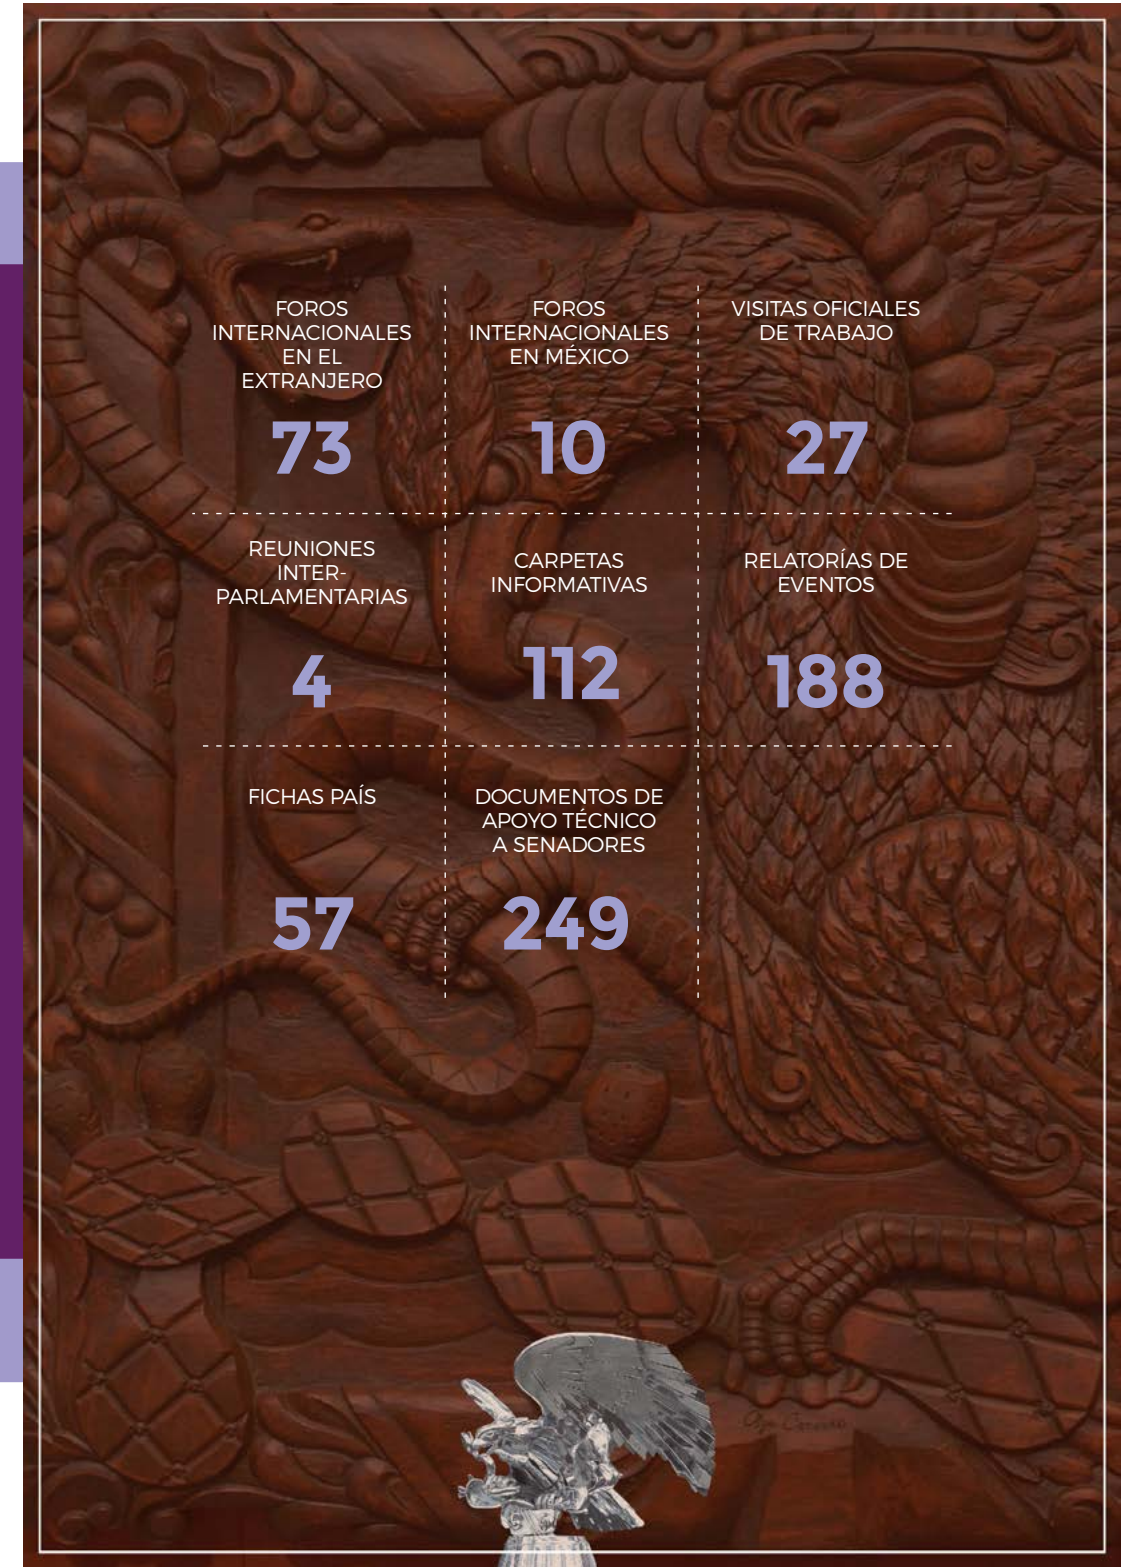 FOROS
INTERNACIONALES
EN EL
EXTRANJERO
73
FOROS
INTERNACIONALES
EN MÉXICO
10
VISITAS OFICIALES
DE TRABAJO
27
REUNIONES
INTER-
PARLAMENTARIAS
4
CARPETAS
INFORMATIVAS
112
RELATORÍAS DE
EVENTOS
188
FICHAS PAÍS
57
DOCUMENTOS DE
APOYO TÉCNICO
A SENADORES
249